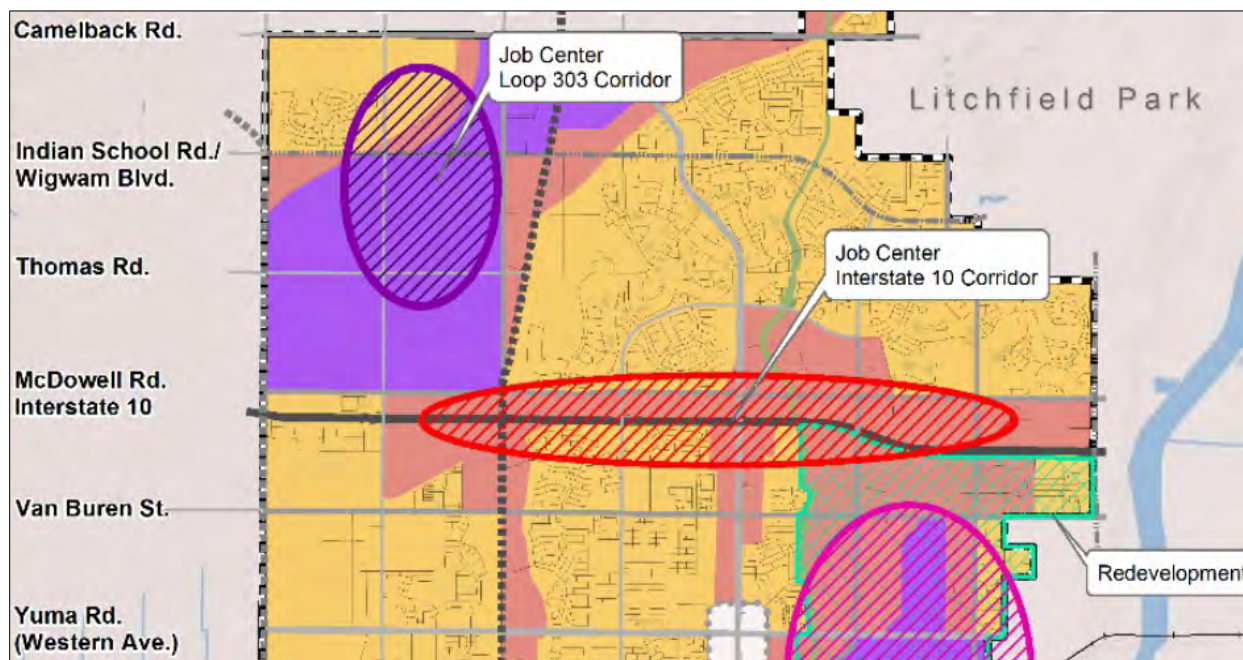 Camelback Rd.
Job Center
Loop 303 Corridor
Litchfield Park
Indian School Rd./
Wigwam Blvd.
Job Center
Interstate 10 Corridor
Thomas Rd.
McDowell Rd.
Interstate 10
Van Buren St.
Redevelopment
Yuma Rd.
(Western Ave.)